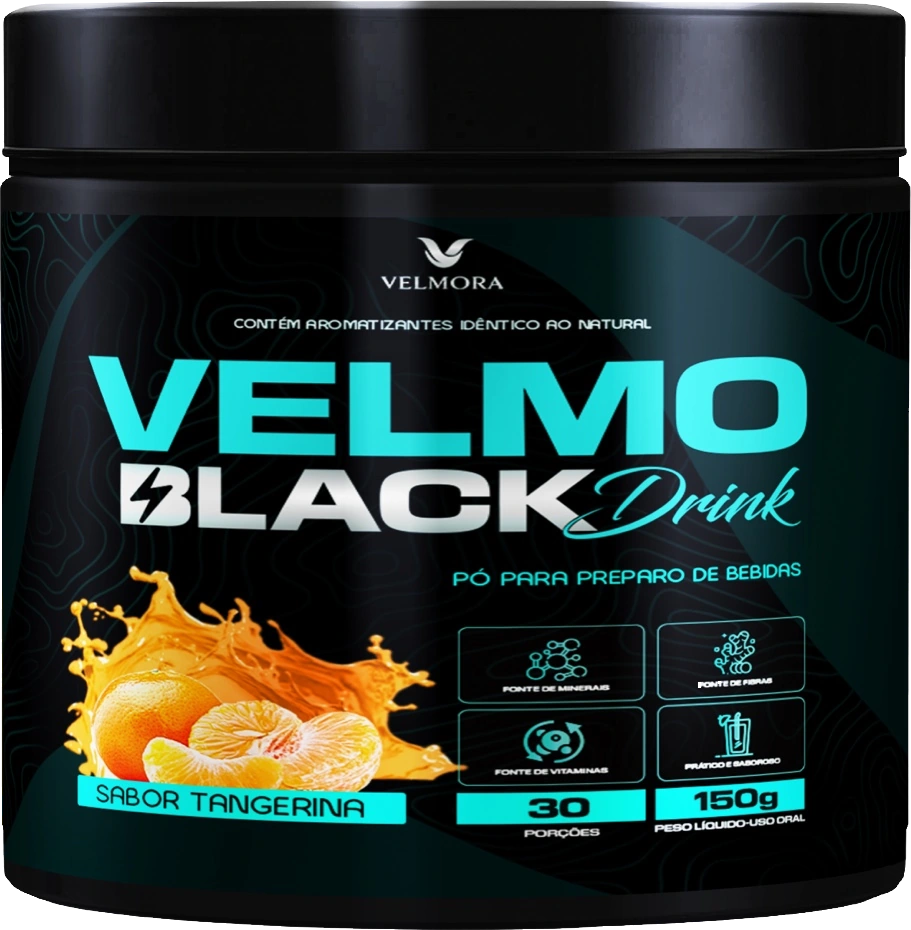 VELMORA
CONTÉM AROMATIZANTES IDÊNTICO AO NATURAL
VELMO
BLACK Drink
PÓ PARA PREPARO DE BEBIDAS
FONTE DE MINERAIS
FONTE DE FIBRAS
FONTE DE VITAMINAS
PRÁTICO E SABOROSO
SABOR TANGERINA
30
PORÇÕES
150g
PESO LÍQUIDO-USO ORAL